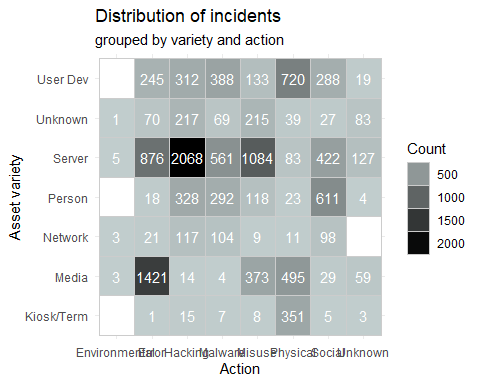 Distribution of incidents
grouped by variety and action
User Dev 245 312 388 133 720 288 19
Unknown 1 70 217 69 215 39 27 83
Server 5 876 2068 561 1084 83 422 127
Person 18 328 292 118 23 611 4
Network 3 21 117 104 9 11 98
Media 3 1421 14 4 373 495 29 59
Kiosk/Term 1 15 7 8 351 5 3
Environmental Error Hacking Malware Misuse Physical Social Unknown
Action
Asset variety
Count
500
1000
1500
2000